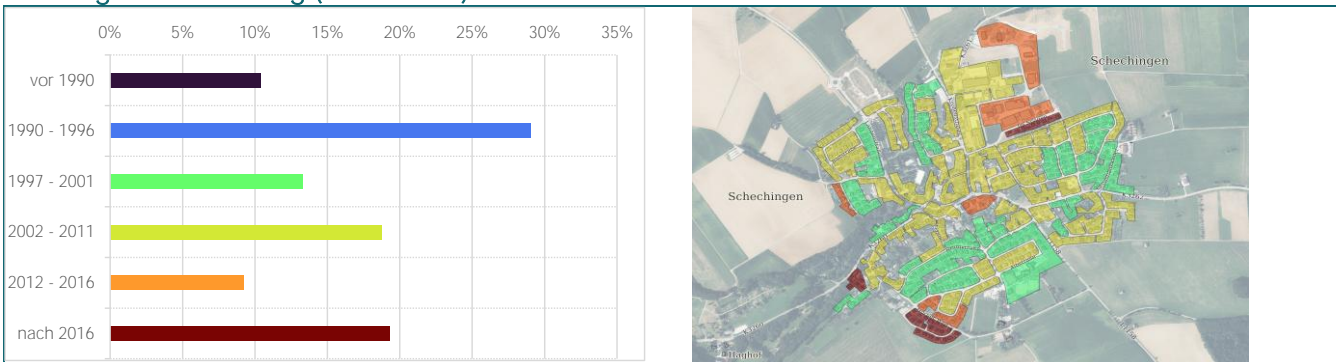 0% 5% 10% 15% 20% 25% 30% 35%
vor 1990
1990 - 1996
1997 - 2001
2002 - 2011
2012 - 2016
nach 2016
Schechingen
Schechingen